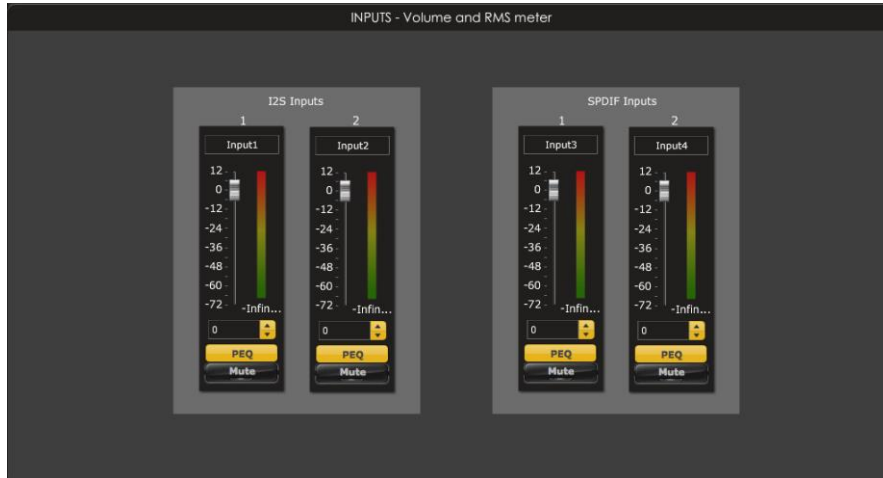 INPUTS - Volume and RMS meter
I2S Inputs
1
Input1
12
0
-12
-24
-36
-48
-60
-72
-Infin...
0
PEQ
Mute
2
Input2
12
0
-12
-24
-36
-48
-60
-72
-Infin...
0
PEQ
Mute
SPDIF Inputs
1
Input3
12
0
-12
-24
-36
-48
-60
-72
-Infin...
0
PEQ
Mute
2
Input4
12
0
-12
-24
-36
-48
-60
-72
-Infin...
0
PEQ
Mute